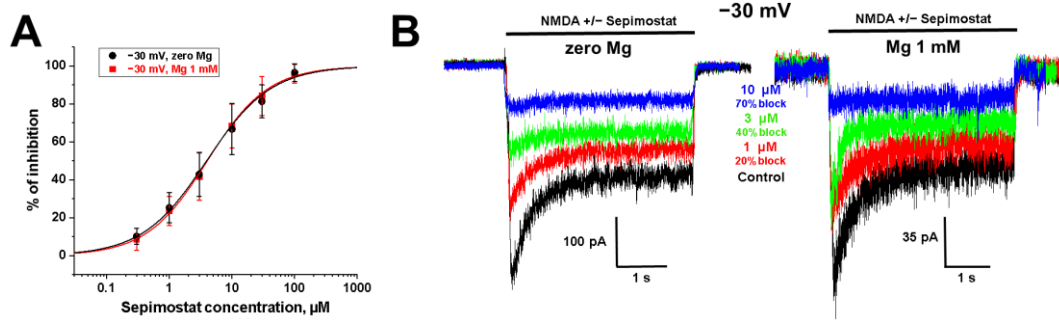 A
−30 mV, zero Mg
−30 mV, Mg 1 mM
% of inhibition
100
80
60
40
20
0
0.1
1
10
100
1000
Sepimostat concentration, µM
B
−30 mV
NMDA +/− Sepimostat
zero Mg
NMDA +/− Sepimostat
Mg 1 mM
10 µM
70% block
3 µM
40% block
1 µM
20% block
Control
100 pA
1 s
35 pA
1 s